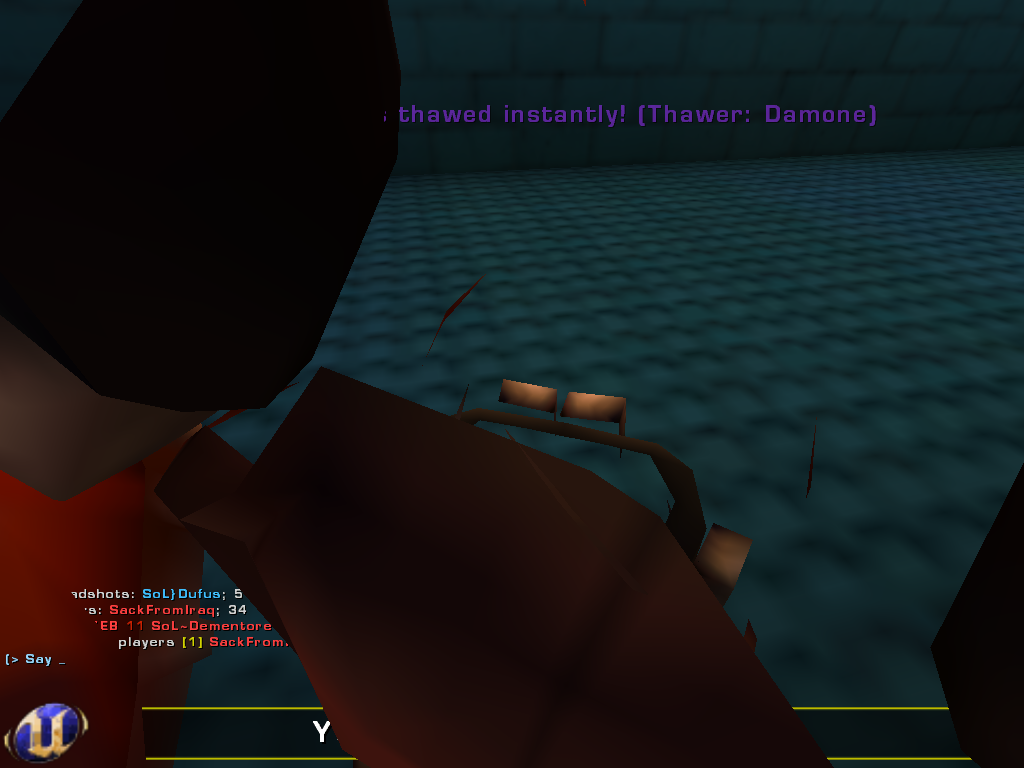 thawed instantly! (Thawer: Damone)
adshots: SoL}Dufus; 5
s: SackFromIraq; 34
EB 11 SoL~Dementore
players [1] SackFrom
(> Say _
Y